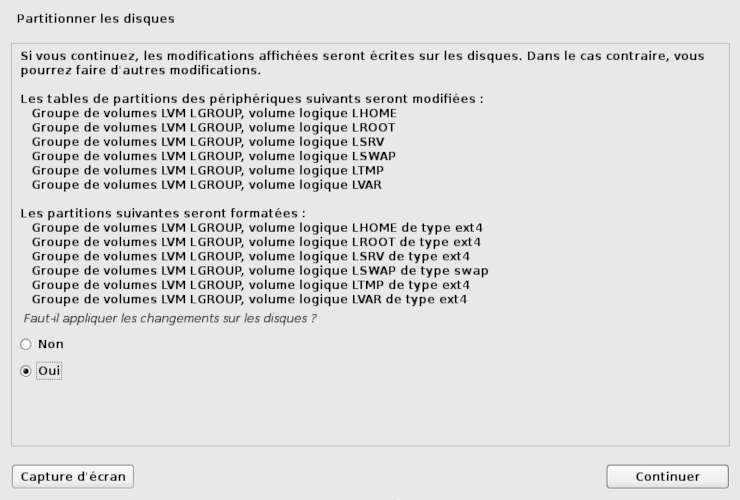 Partitionner les disques
Si vous continuez, les modifications affichées seront écrites sur les disques. Dans le cas contraire, vous
pourrez faire d'autres modifications.
Les tables de partitions des périphériques suivants seront modifiées :
Groupe de volumes LVM LGROUP, volume logique LHOME
Groupe de volumes LVM LGROUP, volume logique LROOT
Groupe de volumes LVM LGROUP, volume logique LSRV
Groupe de volumes LVM LGROUP, volume logique LSWAP
Groupe de volumes LVM LGROUP, volume logique LTMP
Groupe de volumes LVM LGROUP, volume logique LVAR
Les partitions suivantes seront formatées :
Groupe de volumes LVM LGROUP, volume logique LHOME de type ext4
Groupe de volumes LVM LGROUP, volume logique LROOT de type ext4
Groupe de volumes LVM LGROUP, volume logique LSRV de type ext4
Groupe de volumes LVM LGROUP, volume logique LSWAP de type swap
Groupe de volumes LVM LGROUP, volume logique LTMP de type ext4
Groupe de volumes LVM LGROUP, volume logique LVAR de type ext4
Faut-il appliquer les changements sur les disques ?
Non
Oui
Capture d'écran
Continuer